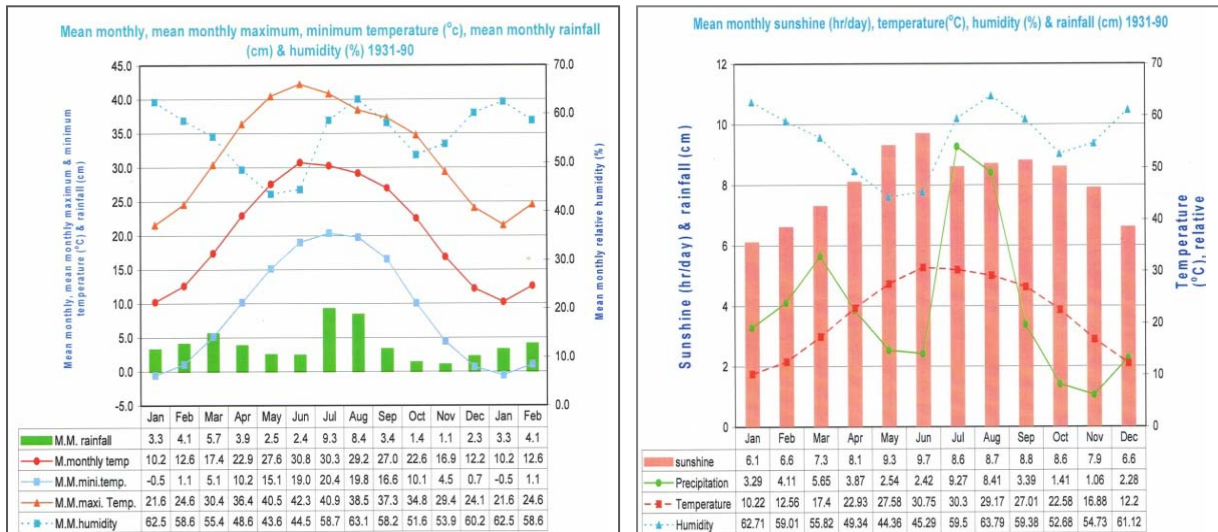 Mean monthly, mean monthly maximum, minimum temperature (°c), mean monthly rainfall
(cm) & humidity (%) 1931-90
Mean monthly, mean monthly maximum & minimum
temperature (°C) & rainfall (cm)
45.0
40.0
35.0
30.0
25.0
20.0
15.0
10.0
5.0
0.0
-5.0
70.0
60.0
50.0
40.0
30.0
20.0
10.0
0.0
Mean monthly relative humidity (%)
Jan Feb Mar Apr May Jun Jul Aug Sep Oct Nov Dec Jan Feb
M.M. rainfall 3.3 4.1 5.7 3.9 2.5 2.4 9.3 8.4 3.4 1.4 1.1 2.3 3.3 4.1
M.monthly temp 10.2 12.6 17.4 22.9 27.6 30.8 30.3 29.2 27.0 22.6 16.9 12.2 10.2 12.6
M.M.mini.temp. -0.5 1.1 5.1 10.2 15.1 19.0 20.4 19.8 16.6 10.1 4.5 0.7 -0.5 1.1
M.M.maxi. Temp. 21.6 24.6 30.4 36.4 40.5 42.3 40.9 38.5 37.3 34.8 29.4 24.1 21.6 24.6
M.M.humidity 62.5 58.6 55.4 48.6 43.6 44.5 58.7 63.1 58.2 51.6 53.9 60.2 62.5 58.6
Mean monthly sunshine (hr/day), temperature(°C), humidity (%) & rainfall (cm) 1931-90
Sunshine (hr/day) & rainfall (cm)
12
10
8
6
4
2
0
70
60
50
40
30
20
10
0
Temperature
(°C), relative
Jan Feb Mar Apr May Jun Jul Aug Sep Oct Nov Dec
sunshine 6.1 6.6 7.3 8.1 9.3 9.7 8.6 8.7 8.8 8.6 7.9 6.6
Precipitation 3.29 4.11 5.65 3.87 2.54 2.42 9.27 8.41 3.39 1.41 1.06 2.28
Temperature 10.22 12.56 17.4 22.93 27.58 30.75 30.3 29.17 27.01 22.58 16.88 12.2
Humidity 62.71 59.01 55.82 49.34 44.36 45.29 59.5 63.79 59.38 52.68 54.73 61.12